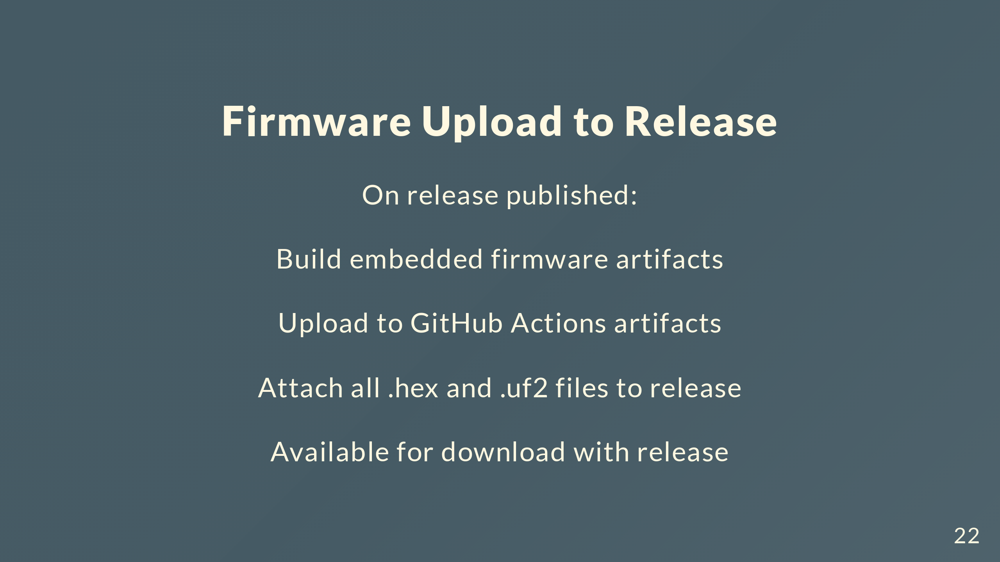 Firmware Upload to Release
On release published:
Build embedded firmware artifacts
Upload to GitHub Actions artifacts
Attach all .hex and .uf2 files to release
Available for download with release
22